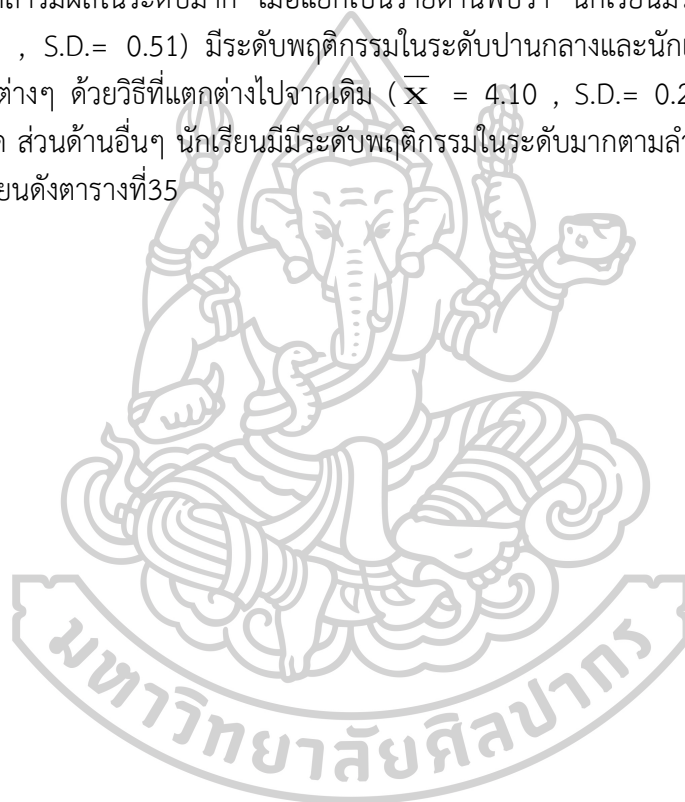 มีผลในระดับมาก เมื่อแยกเป็นรายด้านพบว่า นักเรียนมี
, S.D.= 0.51) มีระดับพฤติกรรมในระดับปานกลางและนัก
ต่างๆ ด้วยวิธีที่แตกต่างไปจากเดิม ( x̄ = 4.10 , S.D.= 0.2
ส่วนด้านอื่นๆ นักเรียนมีมีระดับพฤติกรรมในระดับมากตาม
ยนดังตารางที่35
มหาวิทยาลัยศิลปากร